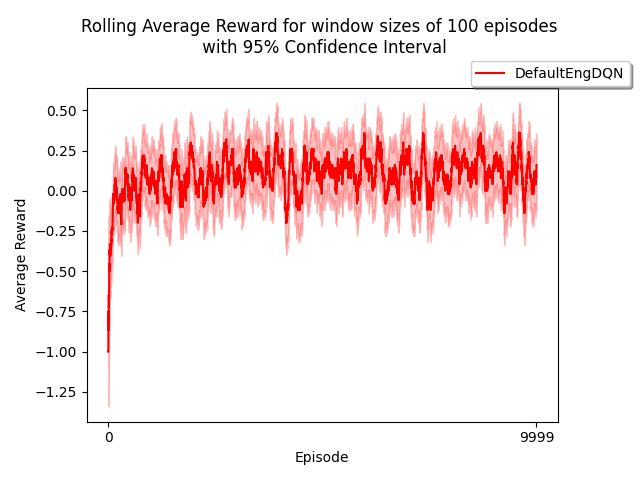 Rolling Average Reward for window sizes of 100 episodes
with 95% Confidence Interval
DefaultEngDQN
0.50
0.25
0.00
−0.25
−0.50
−0.75
−1.00
−1.25
Average Reward
0
9999
Episode